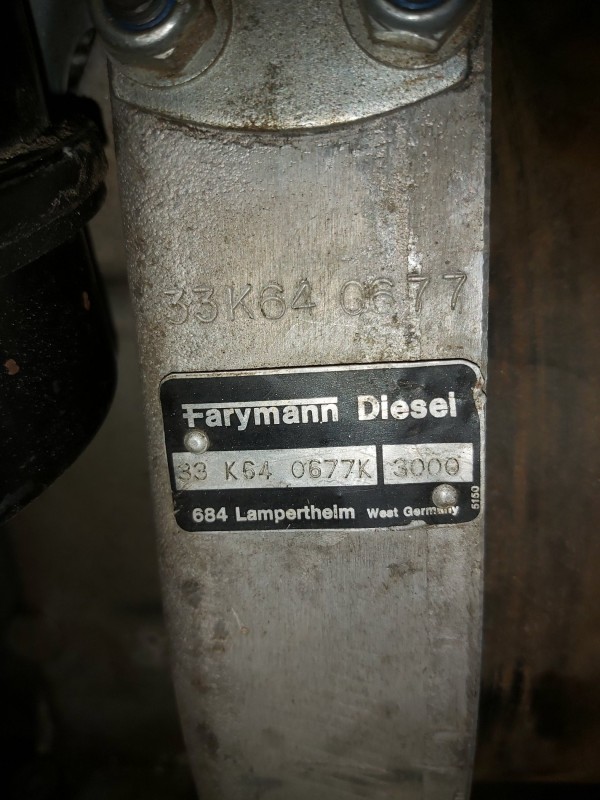 33K64 0677
Farymann Diesel
33 K64 0677K 3000
684 Lampertheim West Germany
5150